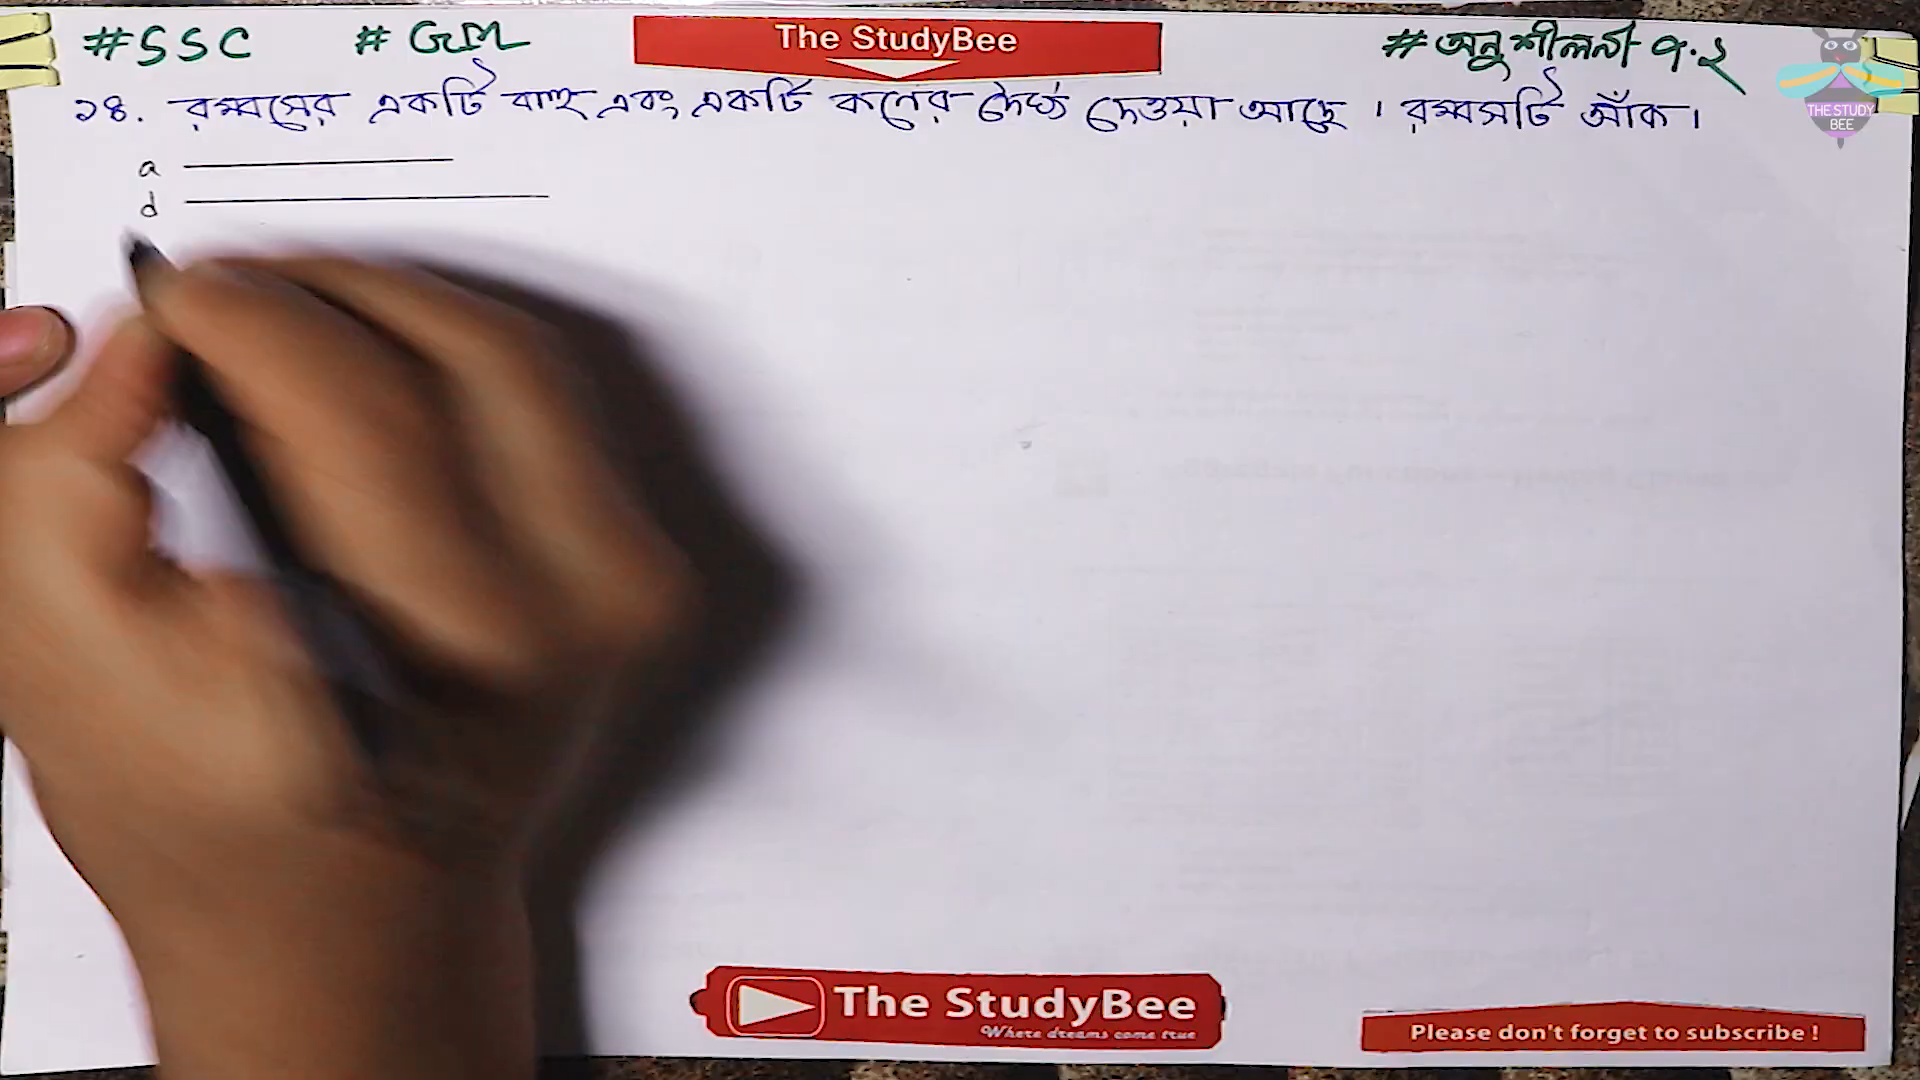 #SSC # GM The StudyBee #অনুশীলনী ৭.২
১৪. রম্বসের একটি বাহু এবং একটি কর্নের দৈর্ঘ্য দেওয়া আছে । রম্বসটি আঁক ।
THE STUDY
BEE
a
d
The StudyBee
Where dreams come true
Please don't forget to subscribe !